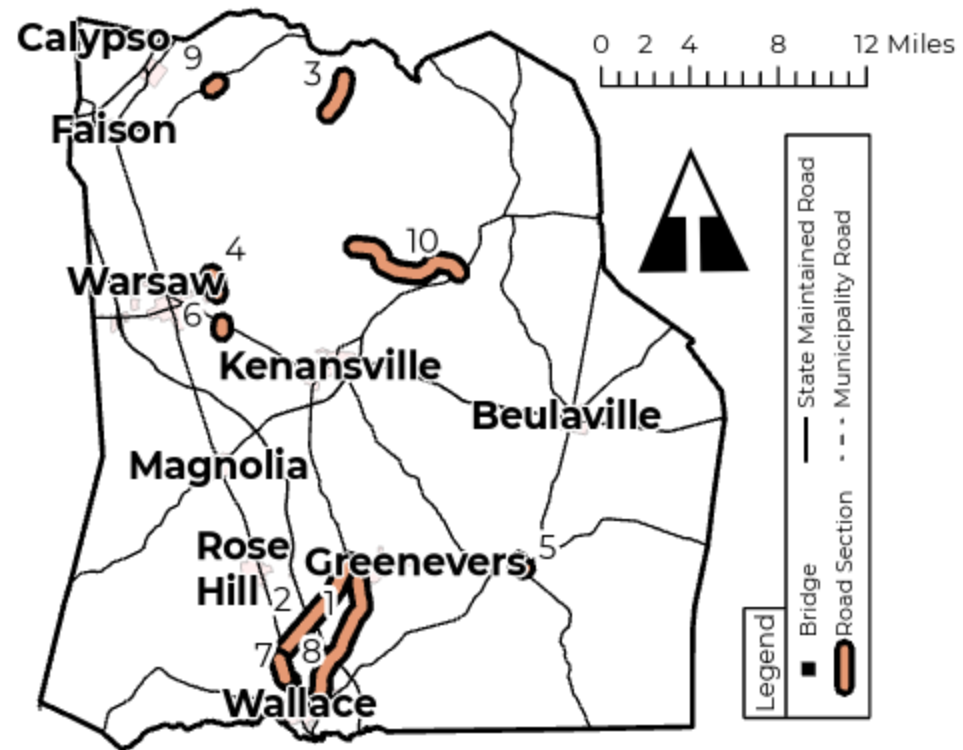 Calypso
9
3
0 2 4 8 12 Miles
Faison
4
10
Warsaw
6
Kenansville
Beulaville
Magnolia
Rose
Hill
Greenevers
5
2
1
7
8
Wallace
Legend
Bridge
State Maintained Road
Road Section
Municipality Road